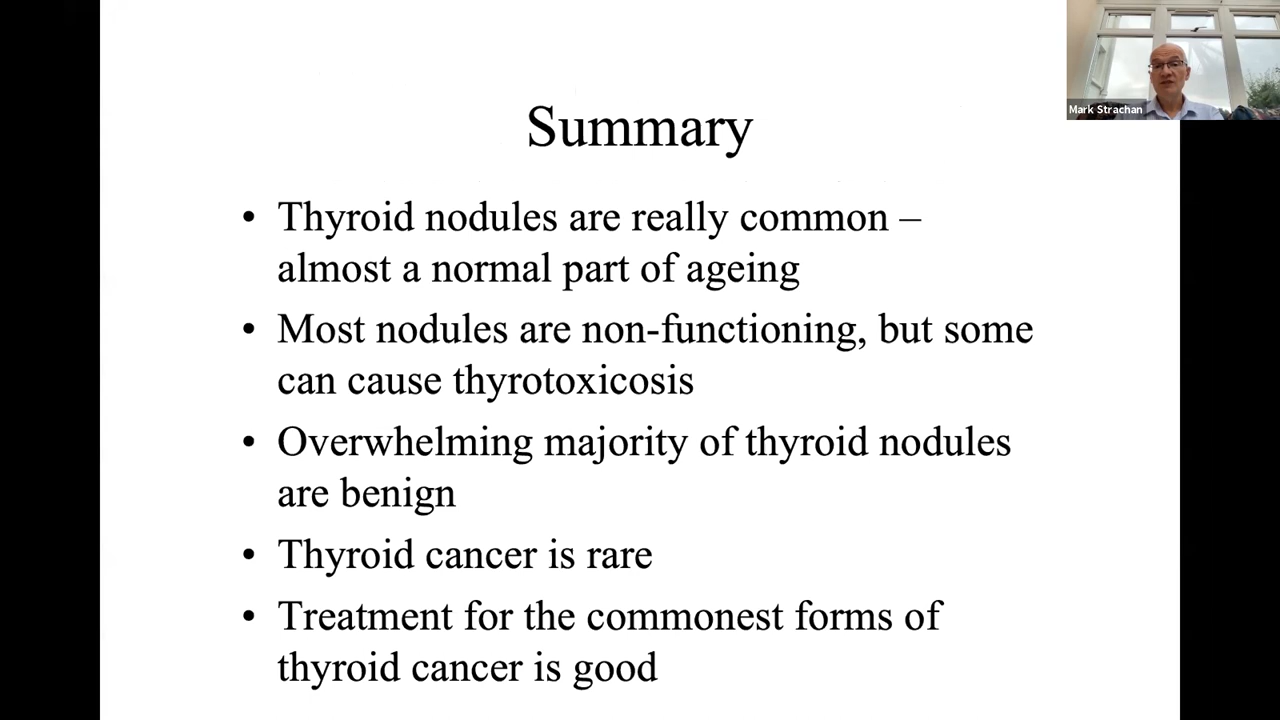 Mark Strachan
Summary
• Thyroid nodules are really common –
almost a normal part of ageing
• Most nodules are non-functioning, but some
can cause thyrotoxicosis
• Overwhelming majority of thyroid nodules
are benign
• Thyroid cancer is rare
• Treatment for the commonest forms of
thyroid cancer is good